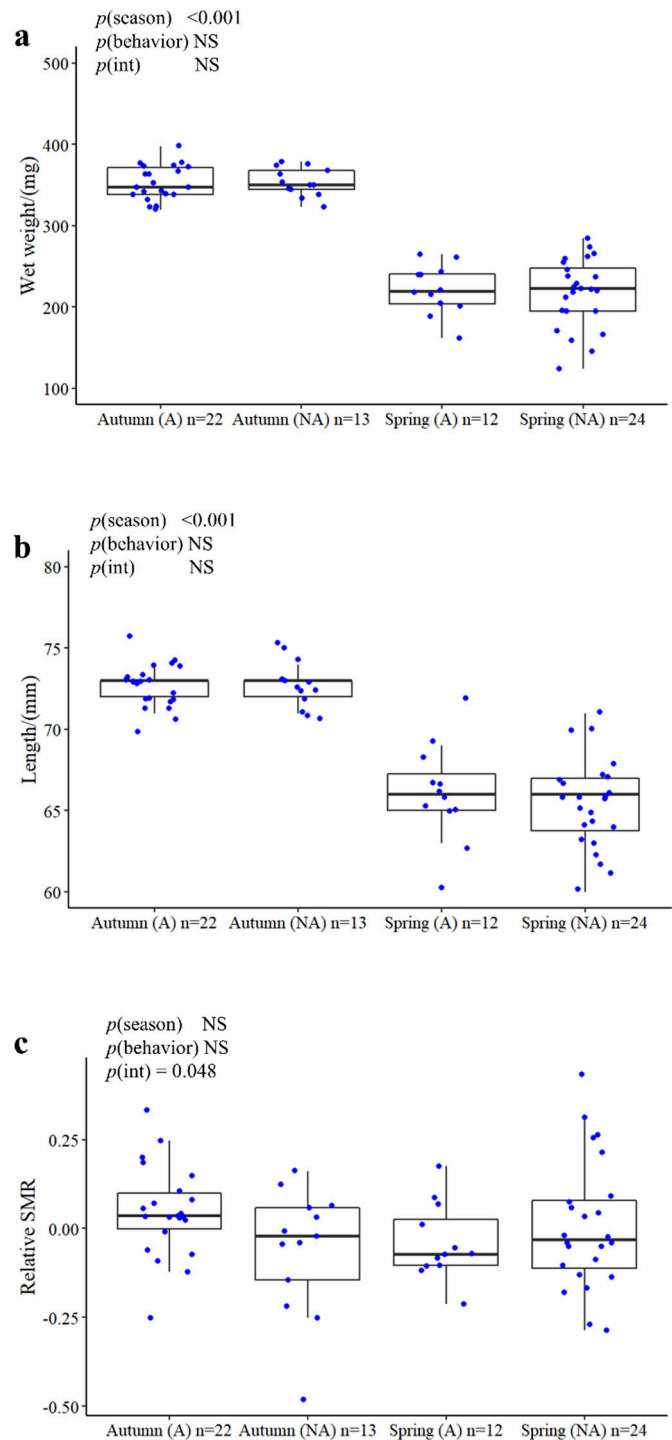 a
p(season) <0.001
p(behavior) NS
p(int) NS
500
400
300
200
100
Wet weight/(mg)
Autumn (A) n=22 Autumn (NA) n=13 Spring (A) n=12 Spring (NA) n=24
b
p(season) <0.001
p(behavior) NS
p(int) NS
80
75
70
65
60
Length/(mm)
Autumn (A) n=22 Autumn (NA) n=13 Spring (A) n=12 Spring (NA) n=24
c
p(season) NS
p(behavior) NS
p(int) = 0.048
0.25
0.00
-0.25
-0.50
Relative SMR
Autumn (A) n=22 Autumn (NA) n=13 Spring (A) n=12 Spring (NA) n=24